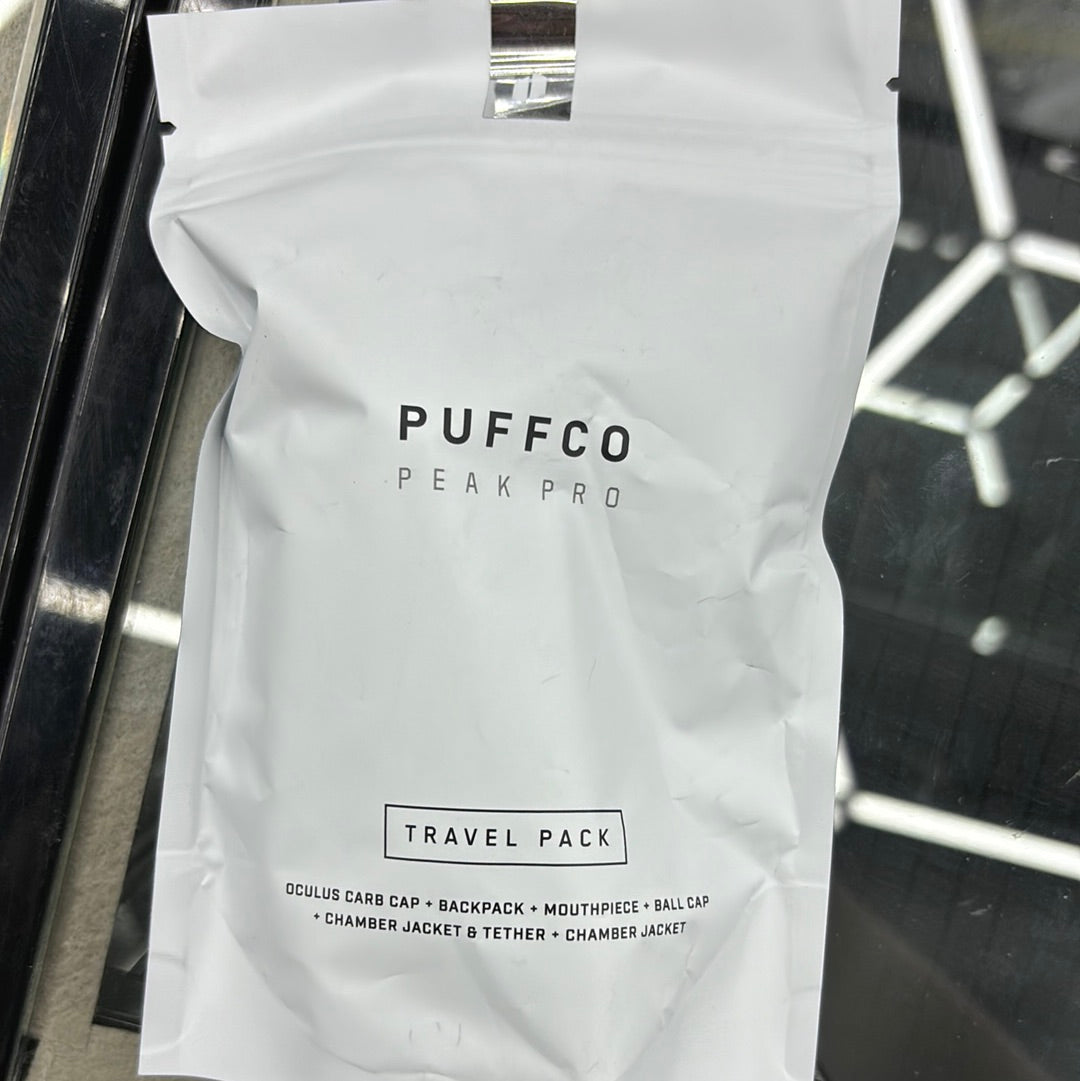 PUFFCO
PEAK PRO
TRAVEL PACK
OCULUS CARB CAP + BACKPACK + MOUTHPIECE + BALL CAP
+ CHAMBER JACKET & TETHER + CHAMBER JACKET